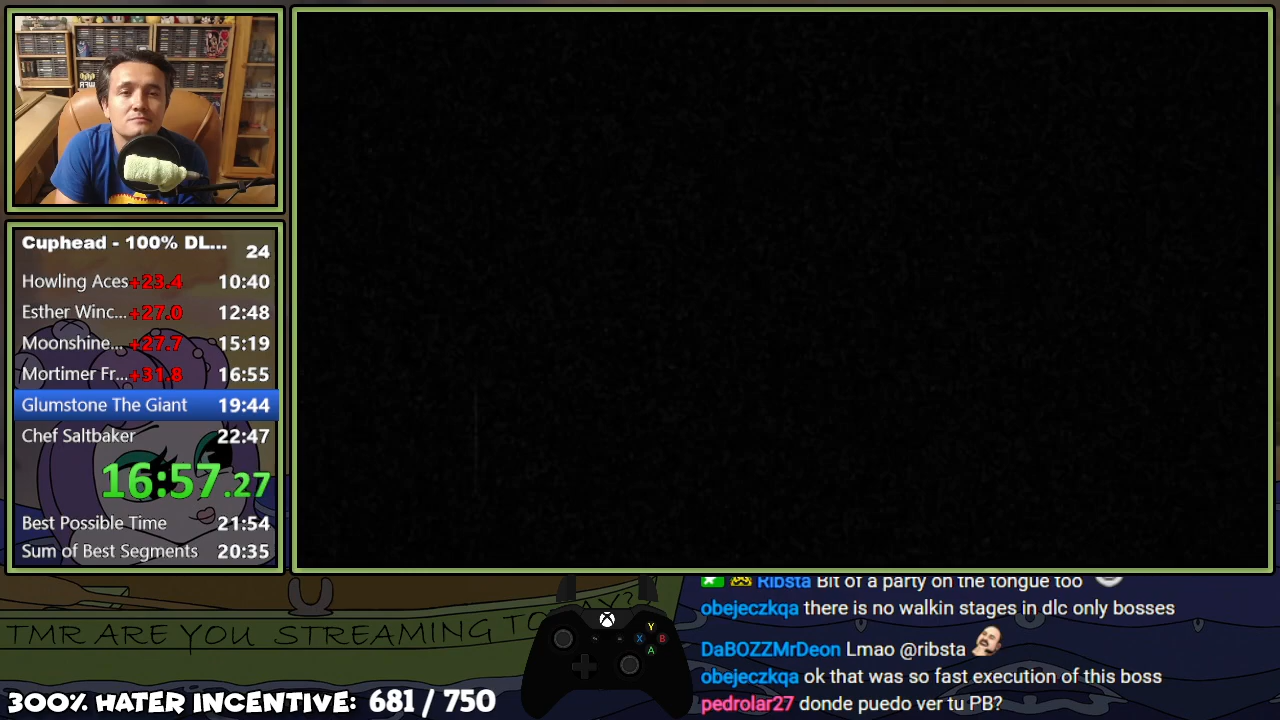 Cuphead - 100% DL...
24
Howling Aces +23.4 10:40
Esther Winc... +27.0 12:48
Moonshine... +27.7 15:19
Mortimer Fr... +31.8 16:55
Glumstone The Giant 19:44
Chef Saltbaker 22:47
16:57.27
Best Possible Time 21:54
Sum of Best Segments 20:35
TMR ARE YOU STREAMING TODAY?
300% HATER INCENTIVE: 681 / 750
Y
X B
A
Ribsta Bit of a party on the tongue too
obejeczkqa there is no walkin stages in dlc only bosses
DaBOZZMrDeon Lmao @ribsta
obejeczkqa ok that was so fast execution of this boss
pedrolar27 donde puedo ver tu PB?